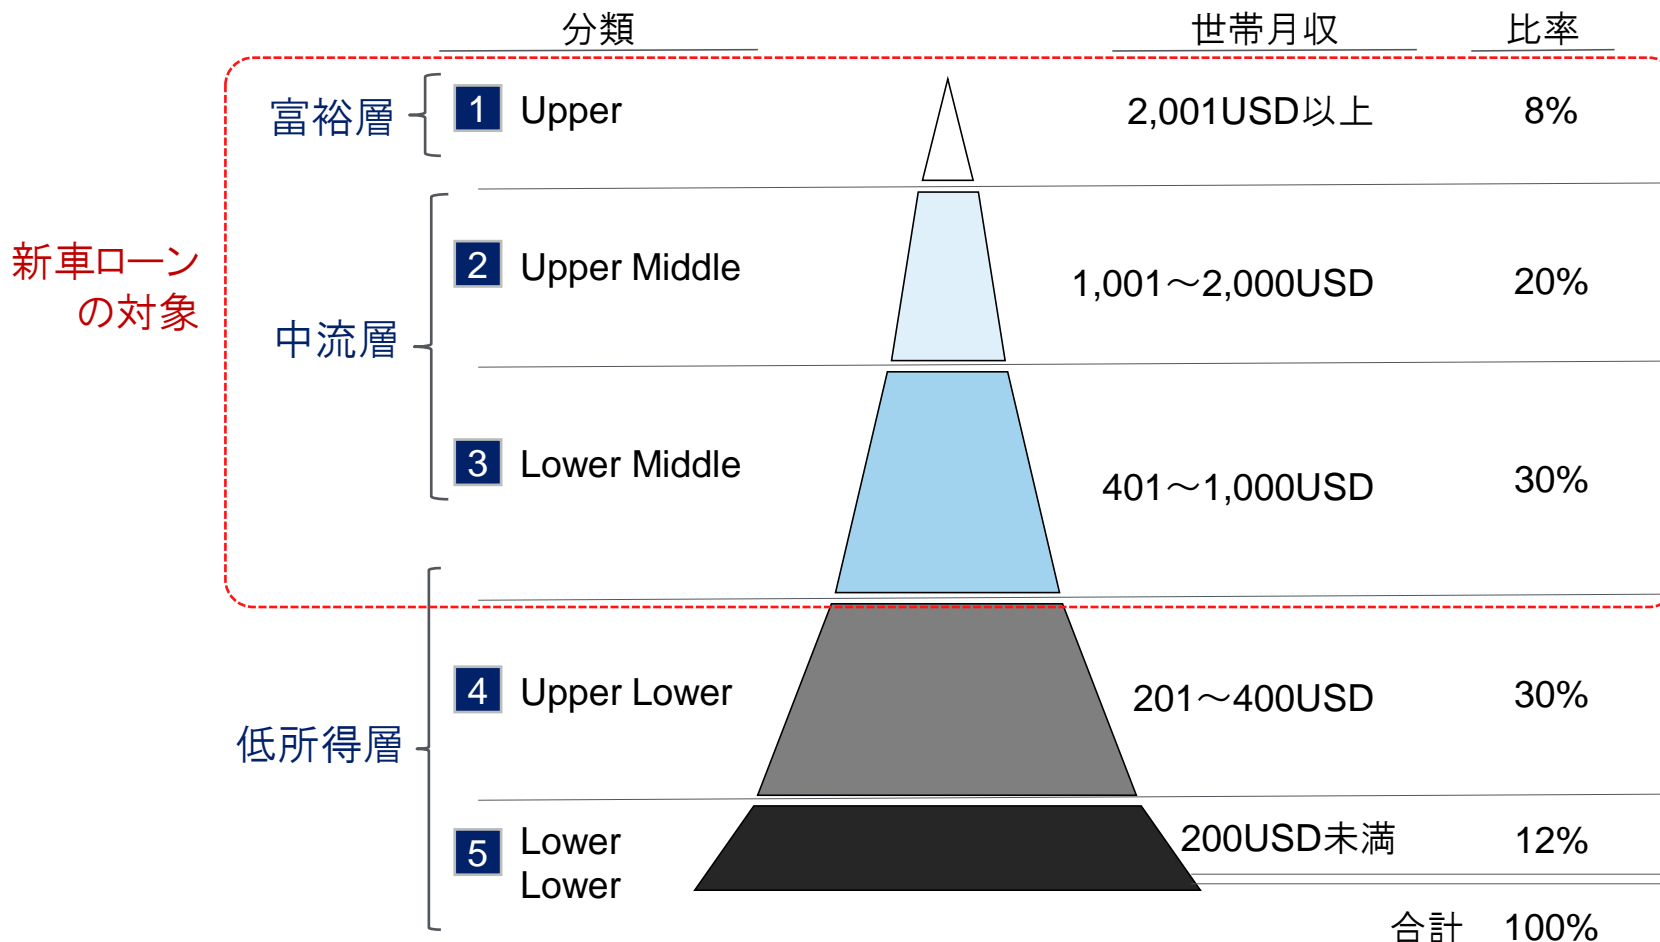 分類 世帯月収 比率
富裕層 1 Upper 2,001USD以上 8%
新車ローン
の対象
中流層
2 Upper Middle 1,001～2,000USD 20%
3 Lower Middle 401～1,000USD 30%
低所得層
4 Upper Lower 201～400USD 30%
5 Lower
Lower 200USD未満 12%
合計 100%